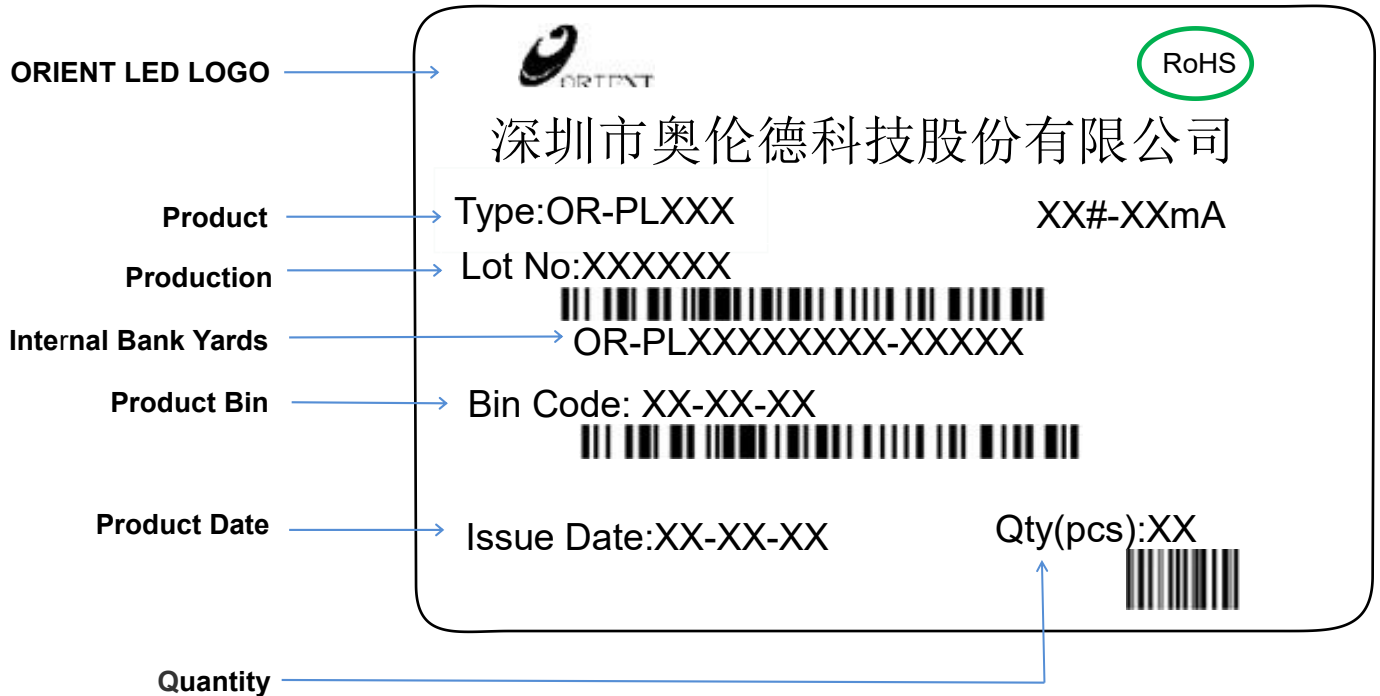 ORIENT LED LOGO
ORIENT
RoHS
深圳市奥伦德科技股份有限公司
Product
Type:OR-PLXXX
XX#-XXmA
Production
Lot No:XXXXXX
Internal Bank Yards
OR-PLXXXXXXXX-XXXXX
Product Bin
Bin Code: XX-XX-XX
Product Date
Issue Date:XX-XX-XX
Qty(pcs):XX
Quantity